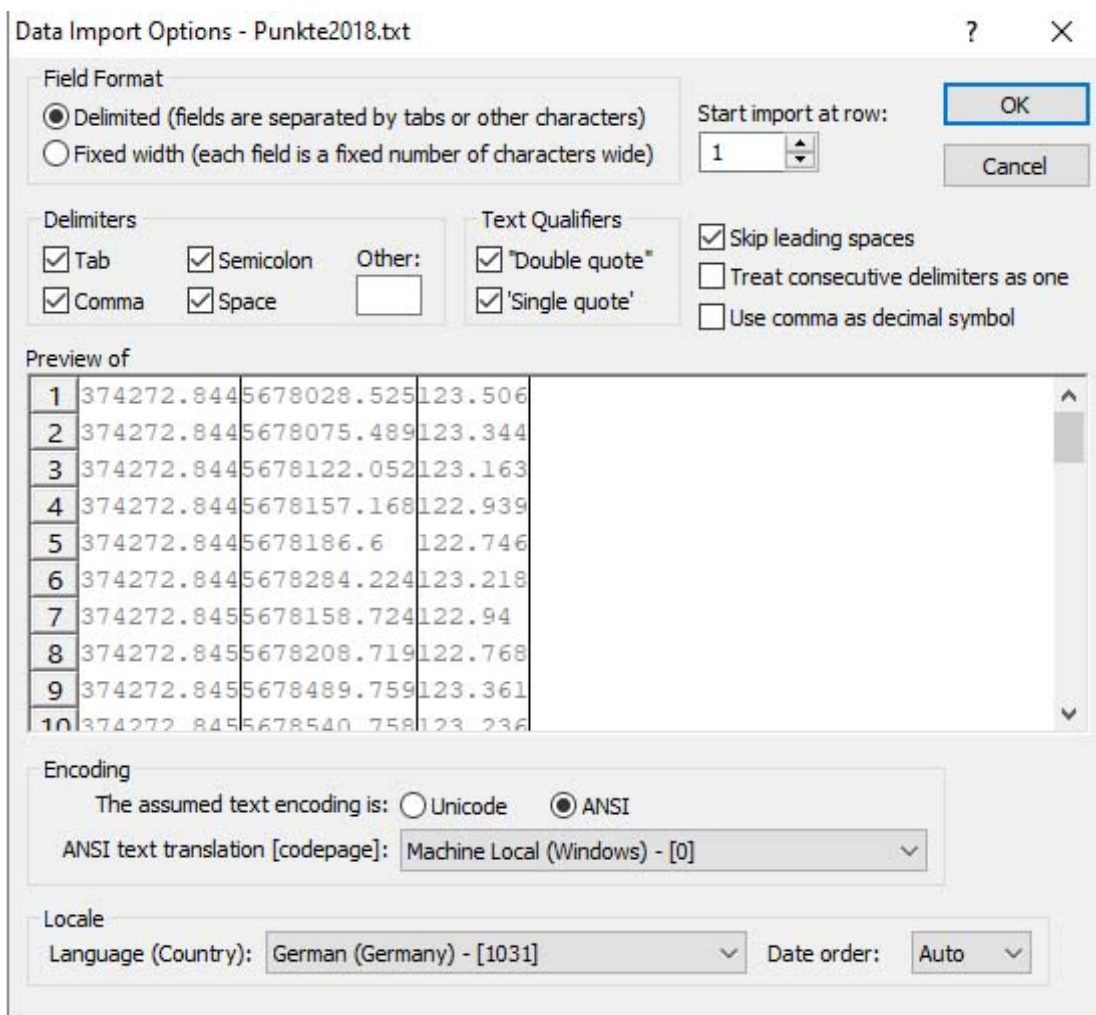 Data Import Options - Punkte2018.txt ? X
Field Format
Delimited (fields are separated by tabs or other characters)
Fixed width (each field is a fixed number of characters wide)
Start import at row:
1
OK
Cancel
Delimiters
Tab Semicolon Other:
Comma Space
Text Qualifiers
"Double quote"
'Single quote'
Skip leading spaces
Treat consecutive delimiters as one
Use comma as decimal symbol
Preview of
1 374272.844 5678028.525 123.506
2 374272.844 5678075.489 123.344
3 374272.844 5678122.052 123.163
4 374272.844 5678157.168 122.939
5 374272.844 5678186.6 122.746
6 374272.844 5678284.224 123.218
7 374272.845 5678158.724 122.94
8 374272.845 5678208.719 122.768
9 374272.845 5678489.759 123.361
10 374272.845 5678540.758 123.236
Encoding
The assumed text encoding is: Unicode ANSI
ANSI text translation [codepage]: Machine Local (Windows) - [0]
Locale
Language (Country): German (Germany) - [1031] Date order: Auto